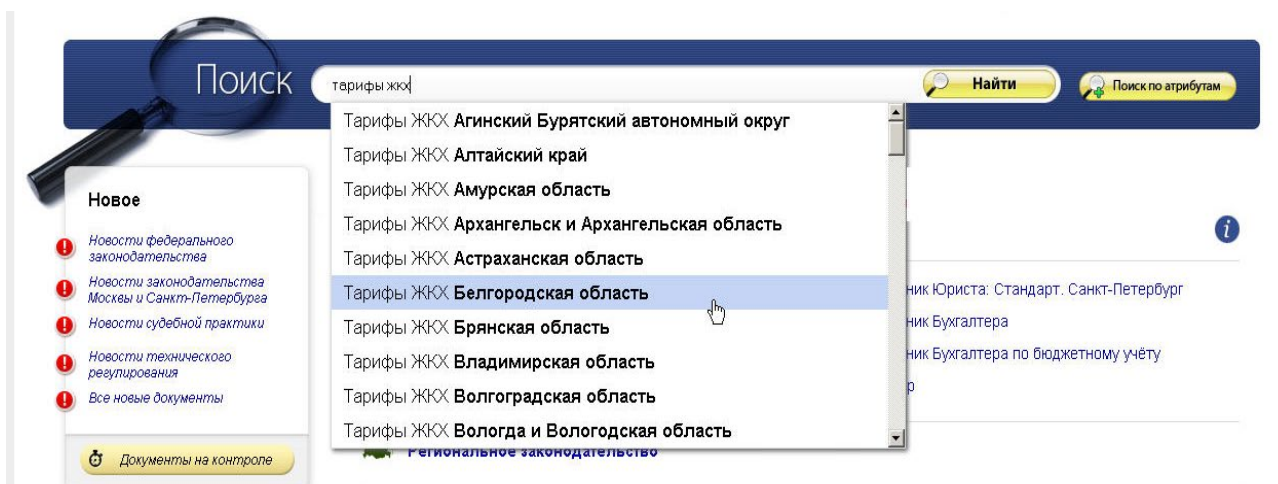 Поиск
тарифы жкх
Найти
Поиск по атрибутам
Тарифы ЖКХ Агинский Бурятский автономный округ
Тарифы ЖКХ Алтайский край
Тарифы ЖКХ Амурская область
Тарифы ЖКХ Архангельск и Архангельская область
Тарифы ЖКХ Астраханская область
Тарифы ЖКХ Белгородская область
Тарифы ЖКХ Брянская область
Тарифы ЖКХ Владимирская область
Тарифы ЖКХ Волгоградская область
Тарифы ЖКХ Вологда и Вологодская область
Новое
Новости федерального
законодательства
Новости законодательства
Москвы и Санкт-Петербурга
Новости судебной практики
Новости технического
регулирования
Все новые документы
Документы на контроле
ник Юриста: Стандарт. Санкт-Петербург
ник Бухгалтера
ник Бухгалтера по бюджетному учёту
р
Региональное законодательство